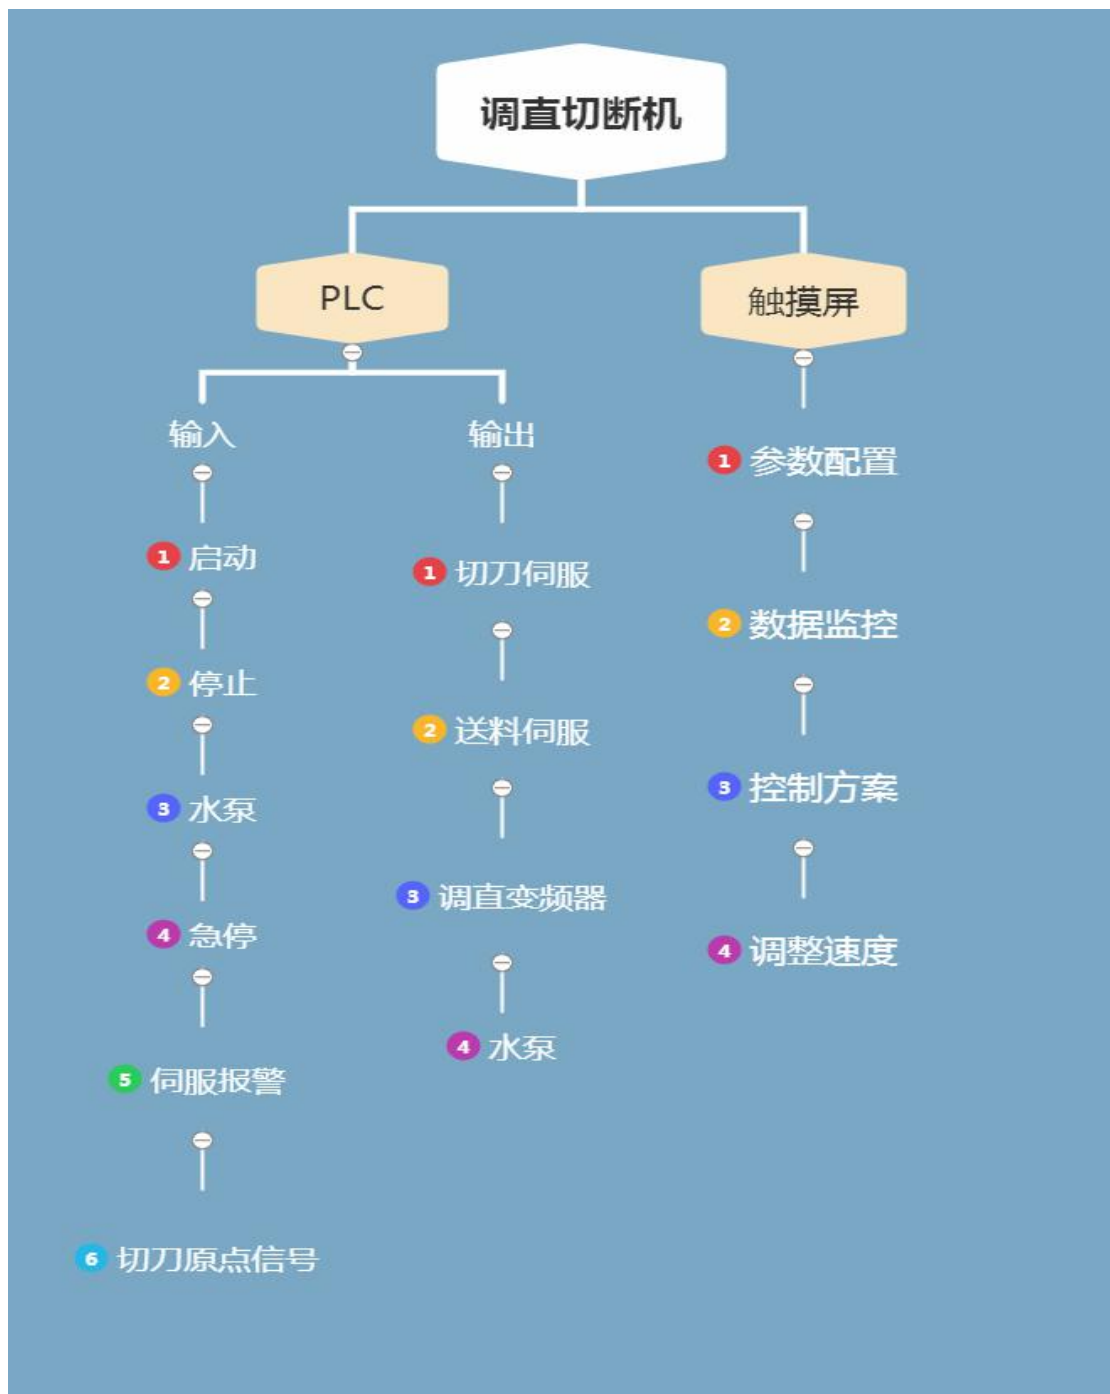 调直切断机
PLC
触摸屏
输入
输出
1 启动
2 停止
3 水泵
4 急停
5 伺服报警
6 切刀原点信号
1 切刀伺服
2 送料伺服
3 调直变频器
4 水泵
1 参数配置
2 数据监控
3 控制方案
4 调整速度